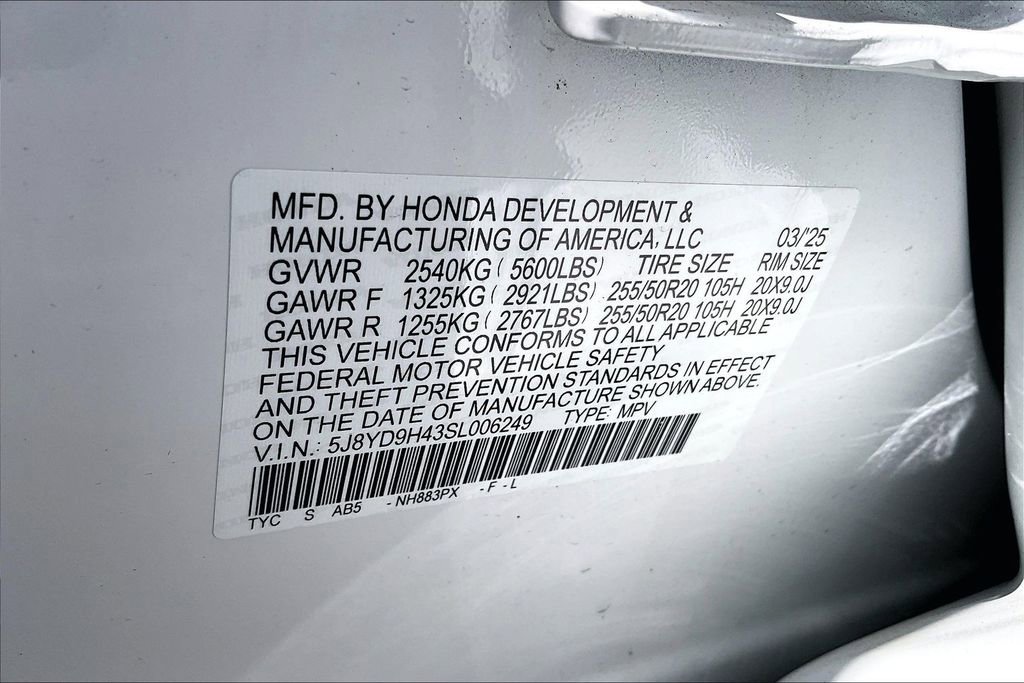 MFD. BY HONDA DEVELOPMENT &
MANUFACTURING OF AMERICA, LLC 03/'25
GVWR 2540KG ( 5600LBS) TIRE SIZE RIM SIZE
GAWR F 1325KG ( 2921LBS) 255/50R20 105H 20X9.0J
GAWR R 1255KG ( 2767LBS) 255/50R20 105H 20X9.0J
THIS VEHICLE CONFORMS TO ALL APPLICABLE
FEDERAL MOTOR VEHICLE SAFETY
AND THEFT PREVENTION STANDARDS IN EFFECT
ON THE DATE OF MANUFACTURE SHOWN ABOVE.
V.I.N.: 5J8YD9H43SL006249 TYPE: MPV
TYC S AB5 - NH883PX - F - L